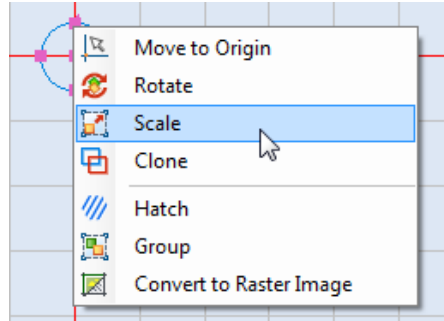 Move to Origin
Rotate
Scale
Clone
Hatch
Group
Convert to Raster Image